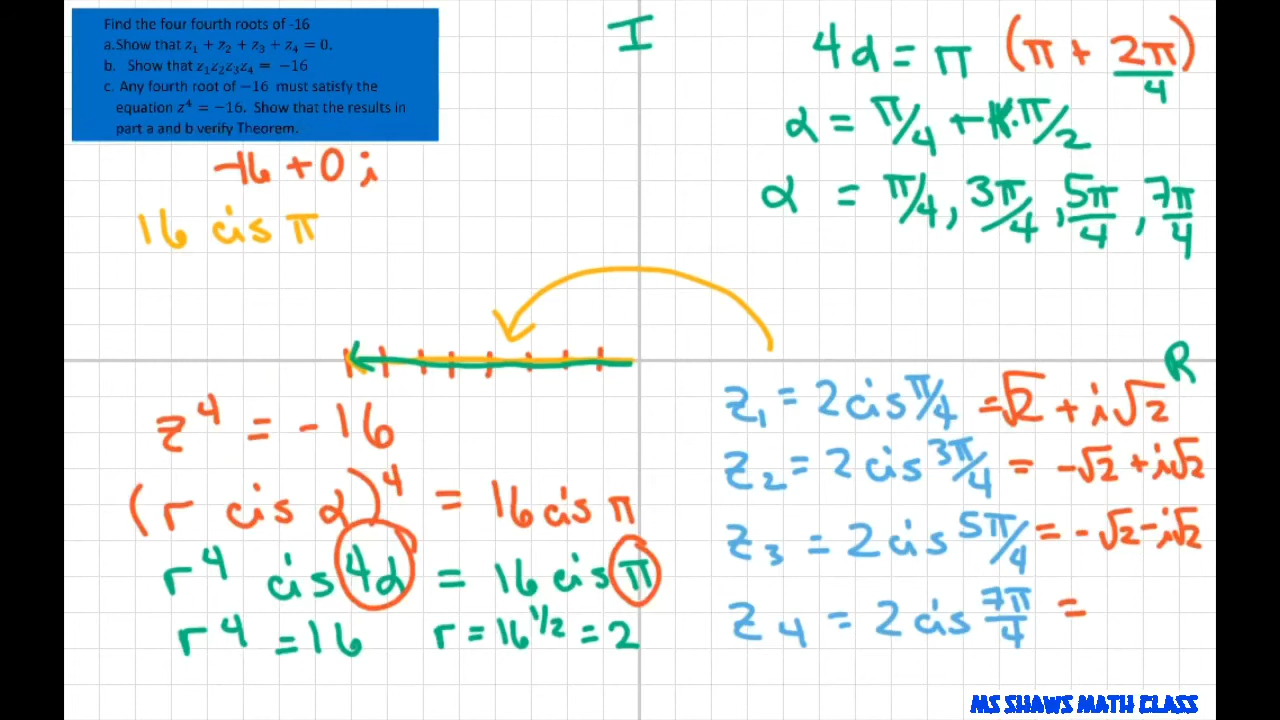 Find the four fourth roots of -16
a.Show that z₁ + z₂ + z₃ + z₄ = 0.
b. Show that z₁z₂z₃z₄ = −16
c. Any fourth root of −16 must satisfy the
equation z⁴ = −16. Show that the results in
part a and b verify Theorem.
-16 + 0i
16 cis π
I
4α = π (π + 2π/4)
α = π/4 + k·π/2
α = π/4, 3π/4, 5π/4, 7π/4
R
z⁴ = -16
(r cis α)⁴ = 16 cis π
r⁴ cis 4α = 16 cis π
r⁴ = 16 r = 16^1/2 = 2
z₁ = 2 cis π/4 = √2 + i√2
z₂ = 2 cis 3π/4 = -√2 + i√2
z₃ = 2 cis 5π/4 = -√2 - i√2
z₄ = 2 cis 7π/4 =
MS SHAWS MATH CLASS